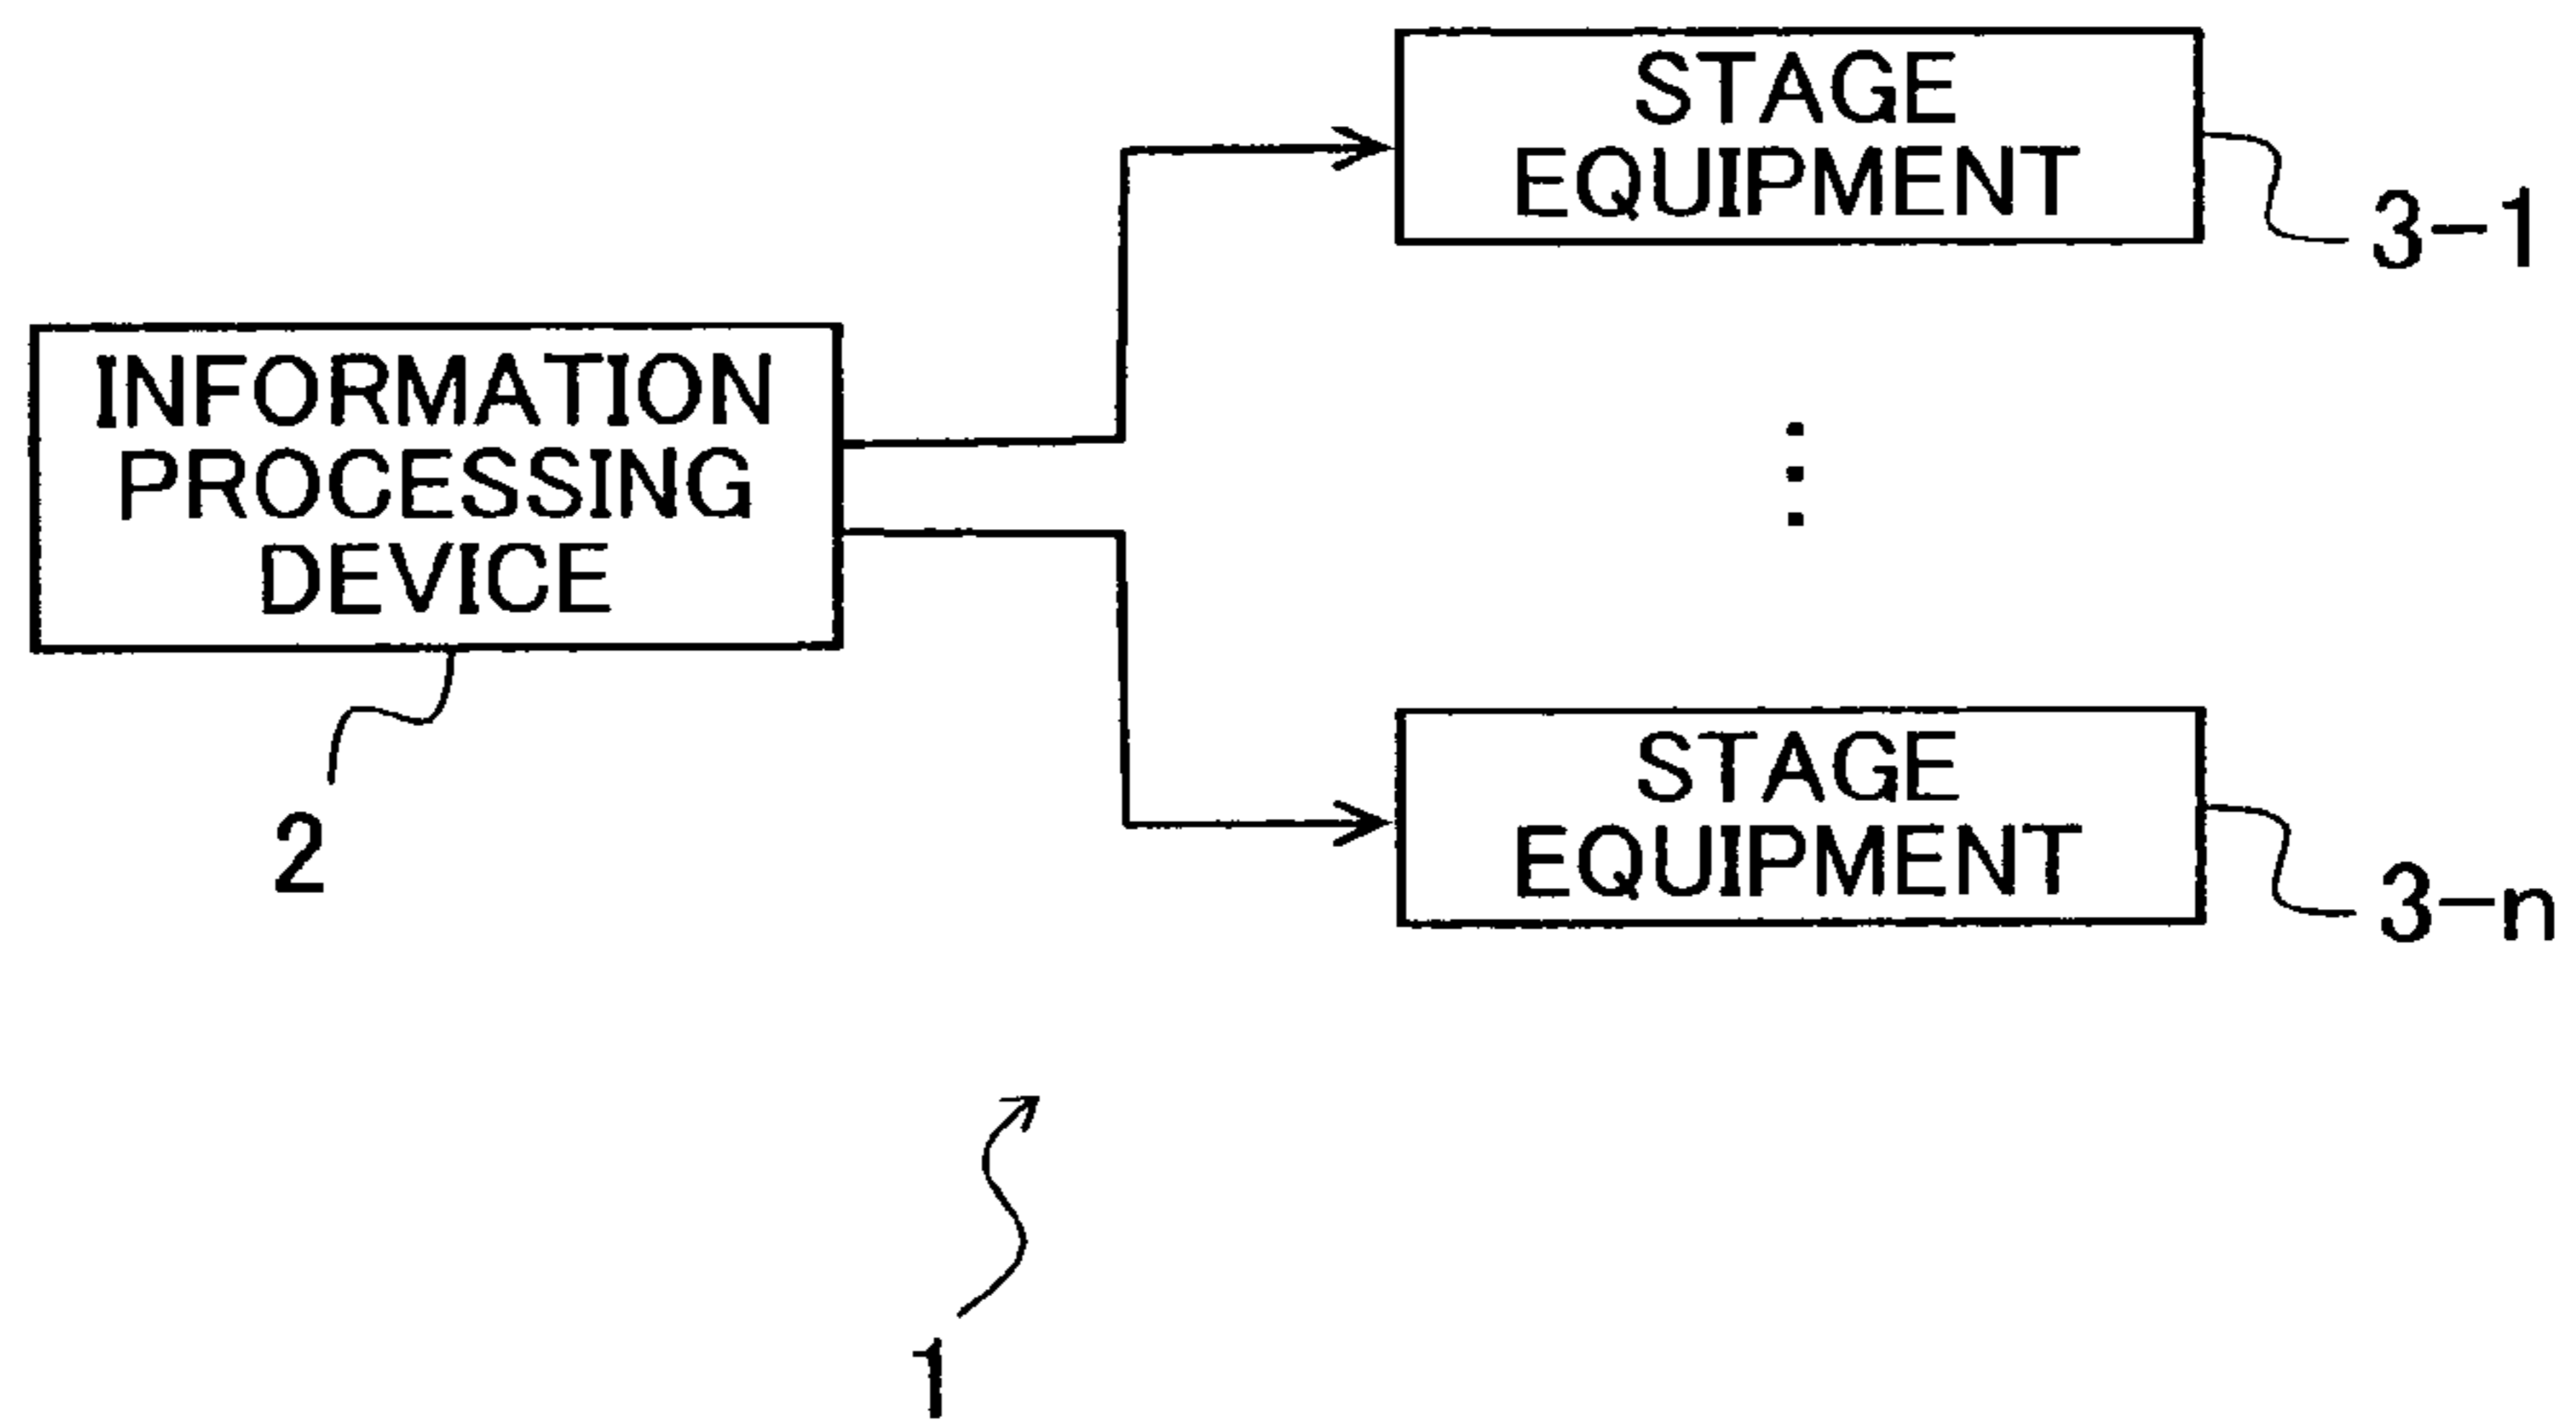 STAGE
EQUIPMENT
3-1
INFORMATION
PROCESSING
DEVICE
2
STAGE
EQUIPMENT
3-n
1